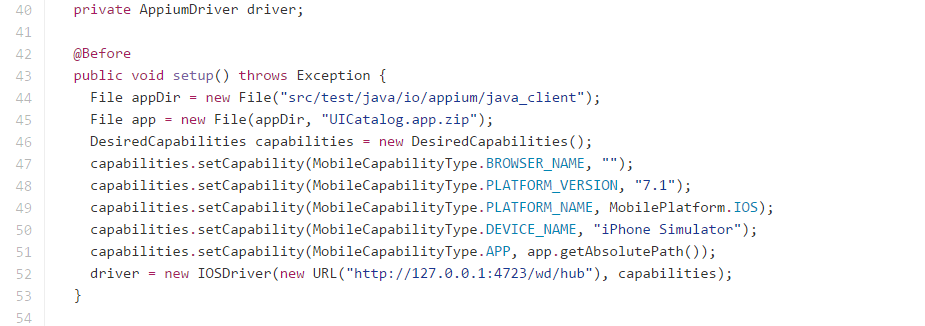 40 private AppiumDriver driver;
41
42 @Before
43 public void setup() throws Exception {
44 File appDir = new File("src/test/java/io/appium/java_client");
45 File app = new File(appDir, "UICatalog.app.zip");
46 DesiredCapabilities capabilities = new DesiredCapabilities();
47 capabilities.setCapability(MobileCapabilityType.BROWSER_NAME, "");
48 capabilities.setCapability(MobileCapabilityType.PLATFORM_VERSION, "7.1");
49 capabilities.setCapability(MobileCapabilityType.PLATFORM_NAME, MobilePlatform.IOS);
50 capabilities.setCapability(MobileCapabilityType.DEVICE_NAME, "iPhone Simulator");
51 capabilities.setCapability(MobileCapabilityType.APP, app.getAbsolutePath());
52 driver = new IOSDriver(new URL("http://127.0.0.1:4723/wd/hub"), capabilities);
53 }
54